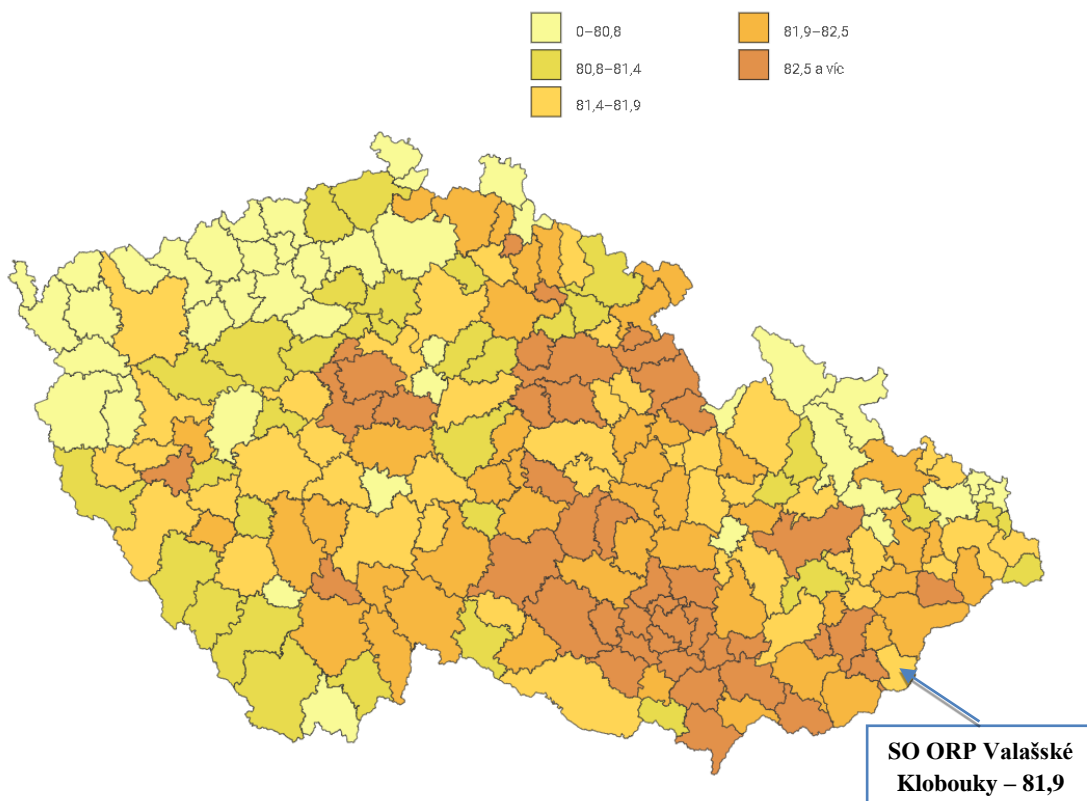 0–80,8
80,8–81,4
81,4–81,9
81,9–82,5
82,5 a víc
SO ORP Valašské
Klobouky – 81,9